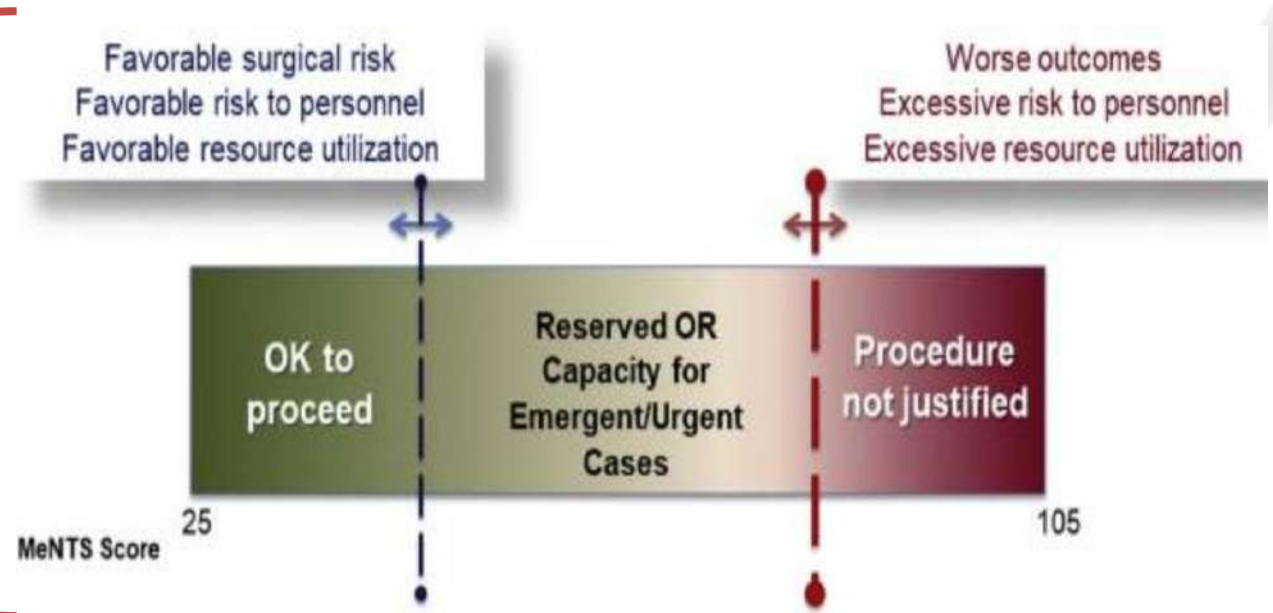 Favorable surgical risk
Favorable risk to personnel
Favorable resource utilization
Worse outcomes
Excessive risk to personnel
Excessive resource utilization
OK to
proceed
Reserved OR
Capacity for
Emergent/Urgent
Cases
Procedure
not justified
25
105
MeNTS Score